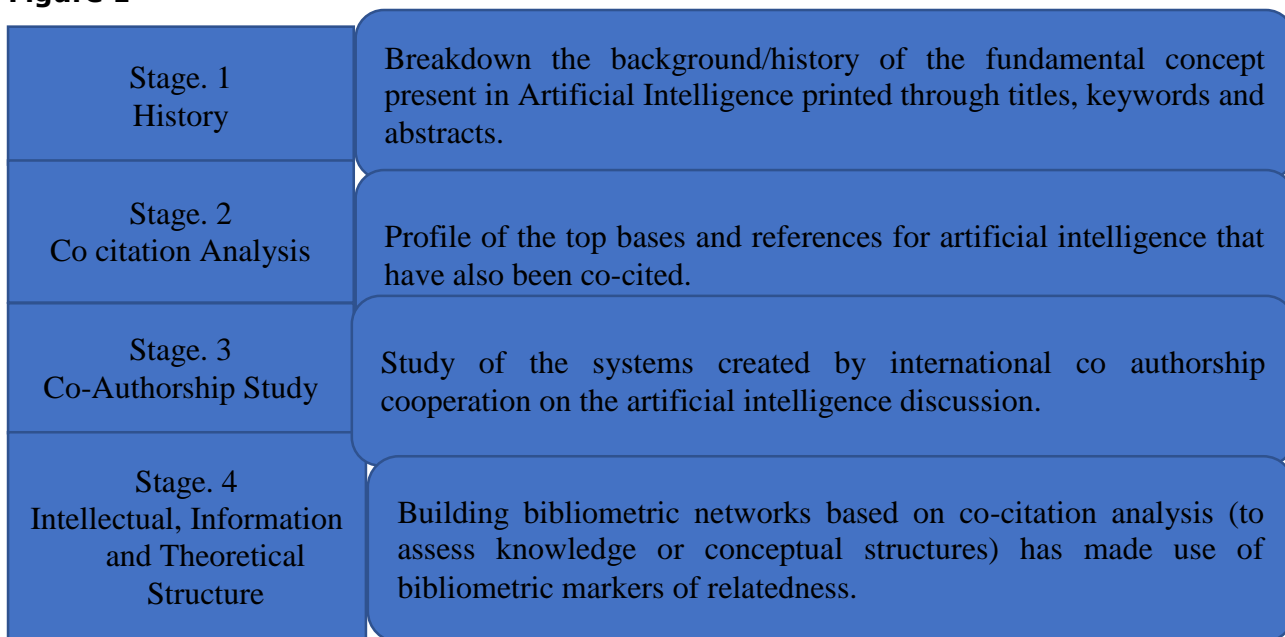 Stage. 1
History
Breakdown the background/history of the fundamental concept
present in Artificial Intelligence printed through titles, keywords and
abstracts.
Stage. 2
Co citation Analysis
Profile of the top bases and references for artificial intelligence that
have also been co-cited.
Stage. 3
Co-Authorship Study
Study of the systems created by international co authorship
cooperation on the artificial intelligence discussion.
Stage. 4
Intellectual, Information
and Theoretical
Structure
Building bibliometric networks based on co-citation analysis (to
assess knowledge or conceptual structures) has made use of
bibliometric markers of relatedness.